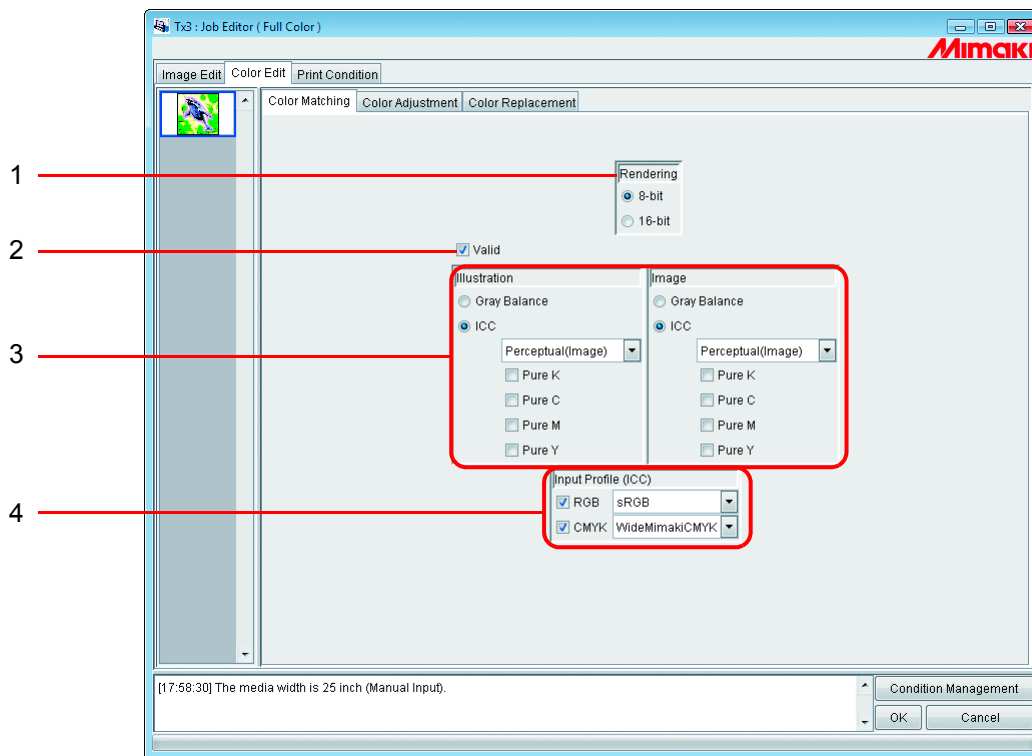 Tx3 : Job Editor ( Full Color )
Mimaki
Image Edit Color Edit Print Condition
Color Matching Color Adjustment Color Replacement
1
Rendering
8-bit
16-bit
2
Valid
Illustration Image
Gray Balance Gray Balance
ICC ICC
3
Perceptual(Image) Perceptual(Image)
Pure K Pure K
Pure C Pure C
Pure M Pure M
Pure Y Pure Y
Input Profile (ICC)
RGB sRGB
4
CMYK WideMimakiCMYK
[17:58:30] The media width is 25 inch (Manual Input).
Condition Management
OK Cancel